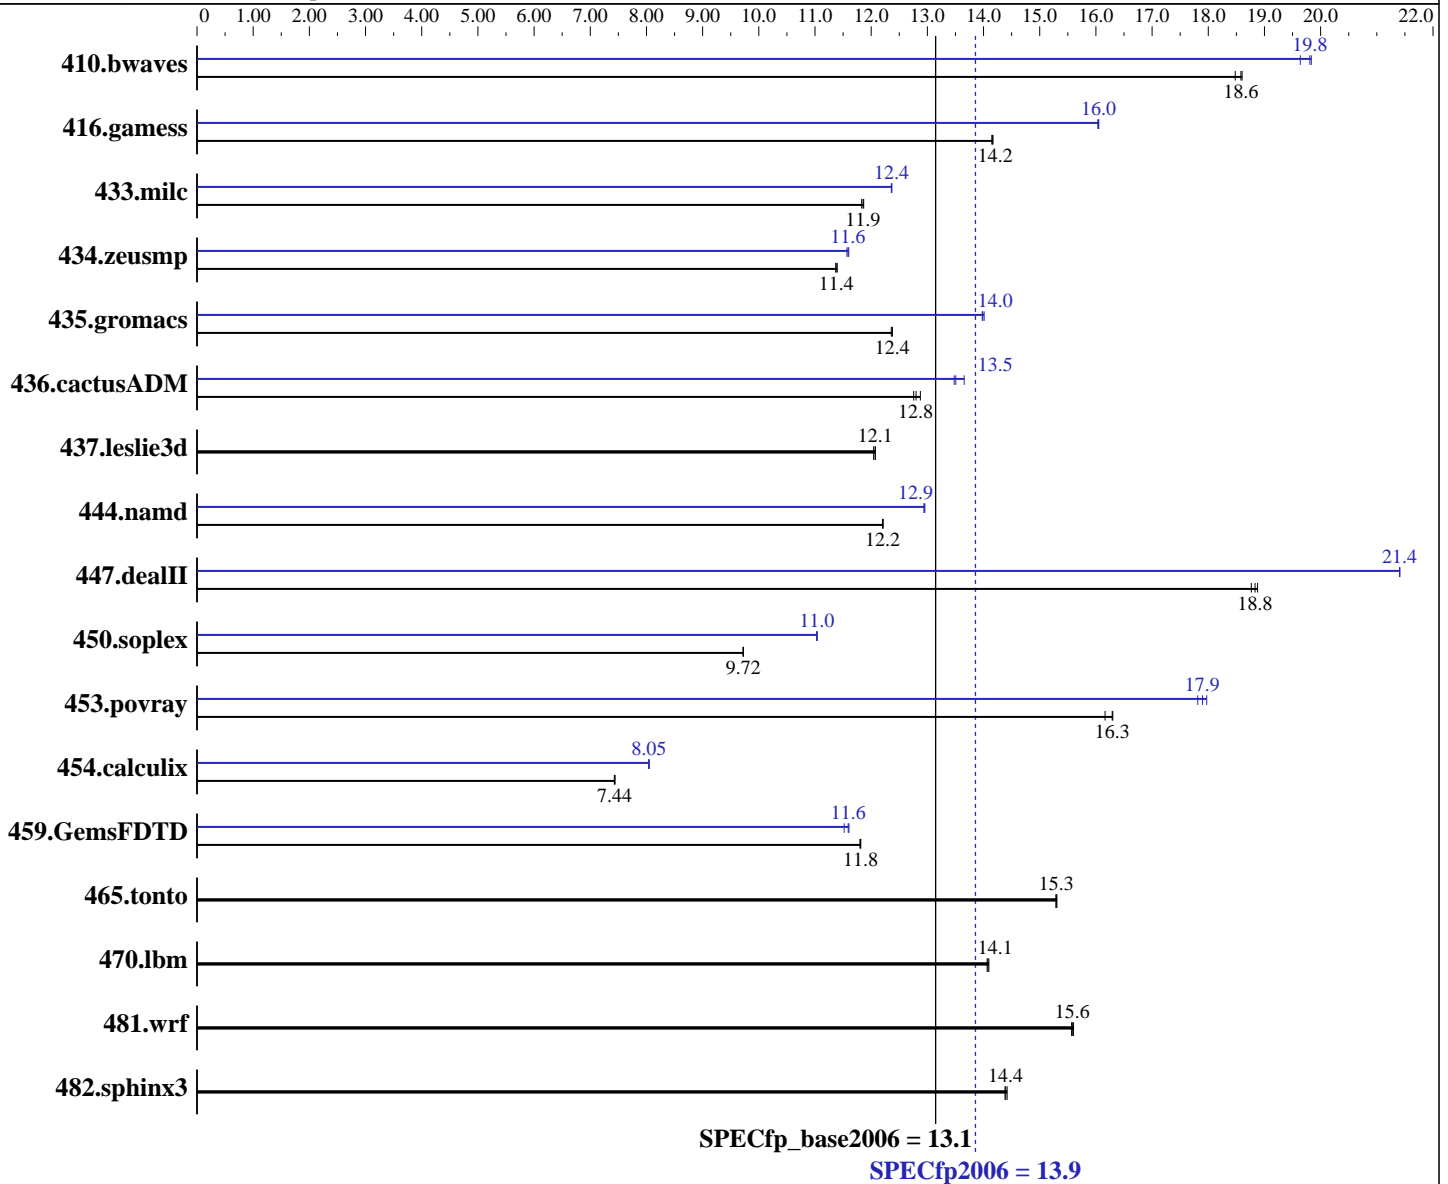 0 1.00 2.00 3.00 4.00 5.00 6.00 7.00 8.00 9.00 10.0 11.0 12.0 13.0 14.0 15.0 16.0 17.0 18.0 19.0 20.0 22.0
19.8
410.bwaves
18.6
16.0
416.gamess
14.2
12.4
433.milc
11.9
11.6
434.zeusmp
11.4
14.0
435.gromacs
12.4
13.5
436.cactusADM
12.8
12.1
437.leslie3d
12.9
444.namd
12.2
21.4
447.dealII
18.8
11.0
450.soplex
9.72
17.9
453.povray
16.3
8.05
454.calculix
7.44
11.6
459.GemsFDTD
11.8
15.3
465.tonto
14.1
470.lbm
15.6
481.wrf
14.4
482.sphinx3
SPECfp_base2006 = 13.1
SPECfp2006 = 13.9